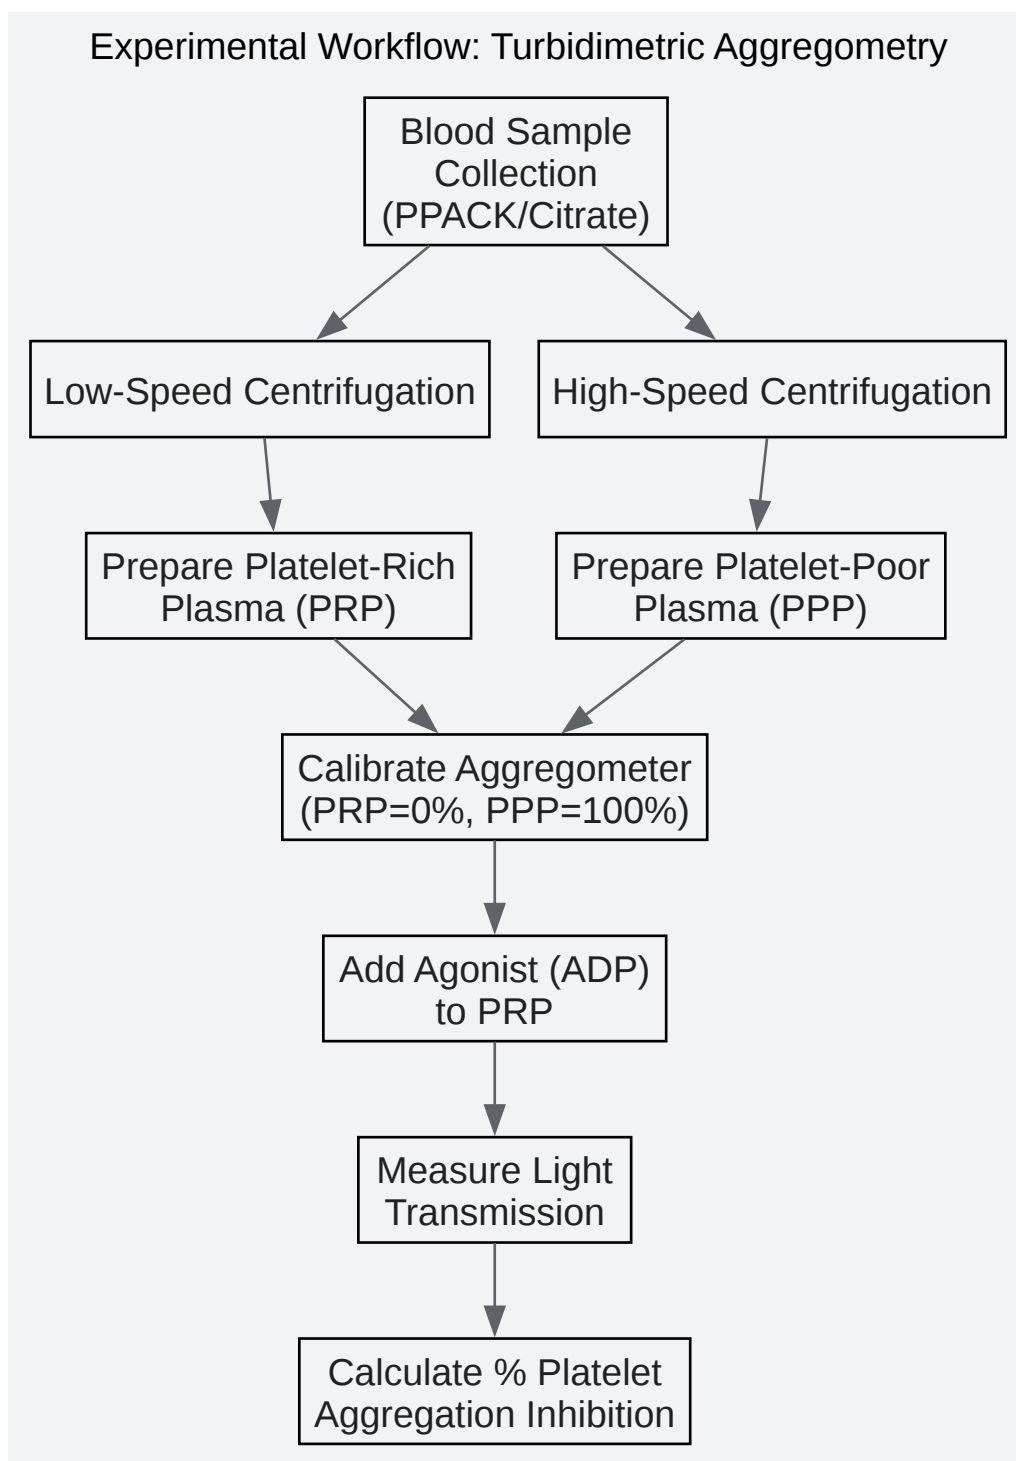 Experimental Workflow: Turbidimetric Aggregometry
Blood Sample
Collection
(PPACK/Citrate)
Low-Speed Centrifugation
High-Speed Centrifugation
Prepare Platelet-Rich
Plasma (PRP)
Prepare Platelet-Poor
Plasma (PPP)
Calibrate Aggregometer
(PRP=0%, PPP=100%)
Add Agonist (ADP)
to PRP
Measure Light
Transmission
Calculate % Platelet
Aggregation Inhibition